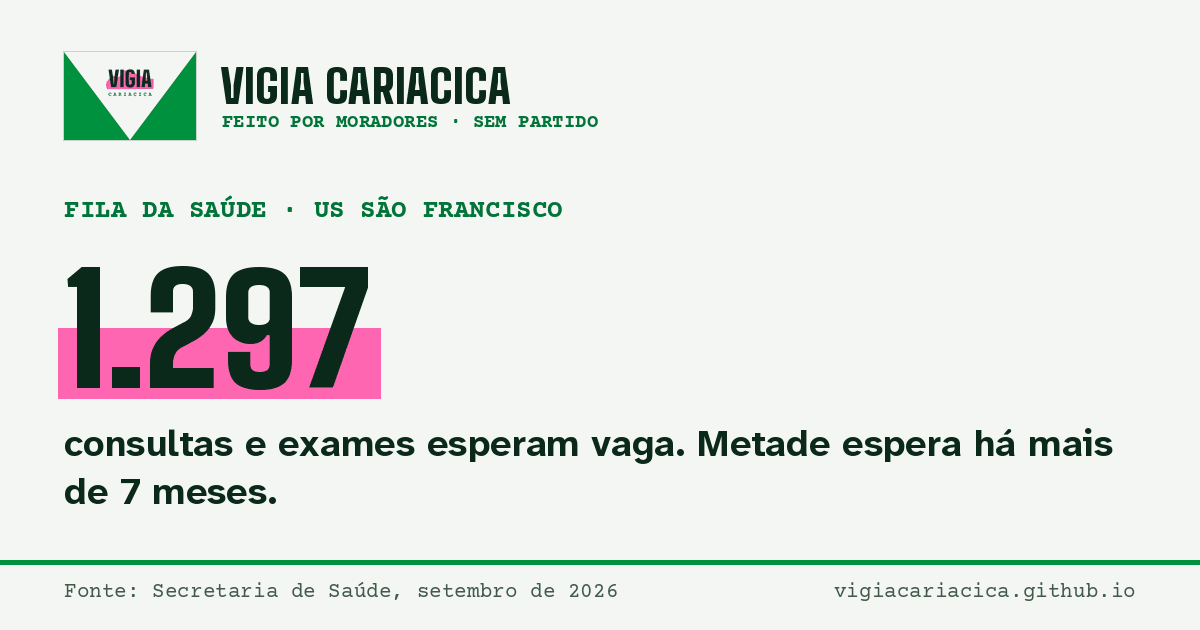 VIGIA
CARIACICA
VIGIA CARIACICA
FEITO POR MORADORES · SEM PARTIDO
FILA DA SAÚDE · US SÃO FRANCISCO
1.297
consultas e exames esperam vaga. Metade espera há mais
de 7 meses.
Fonte: Secretaria de Saúde, setembro de 2026
vigiacariacica.github.io